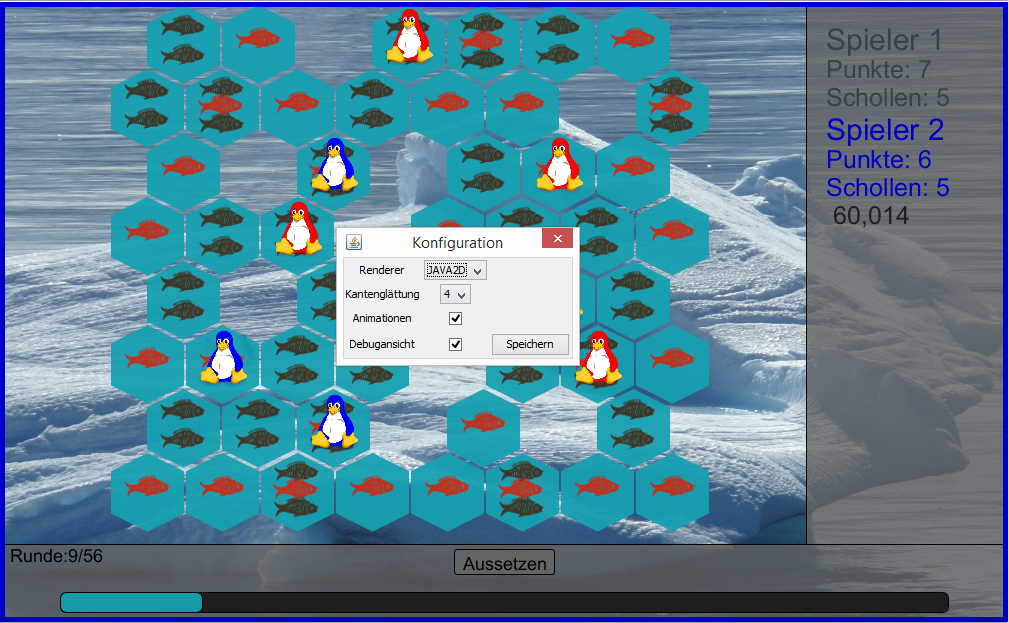 Spieler 1
Punkte: 7
Schollen: 5
Spieler 2
Punkte: 6
Schollen: 5
60,014
Konfiguration
Renderer JAVA2D
Kantenglättung 4
Animationen
Debugansicht Speichern
Runde:9/56
Aussetzen